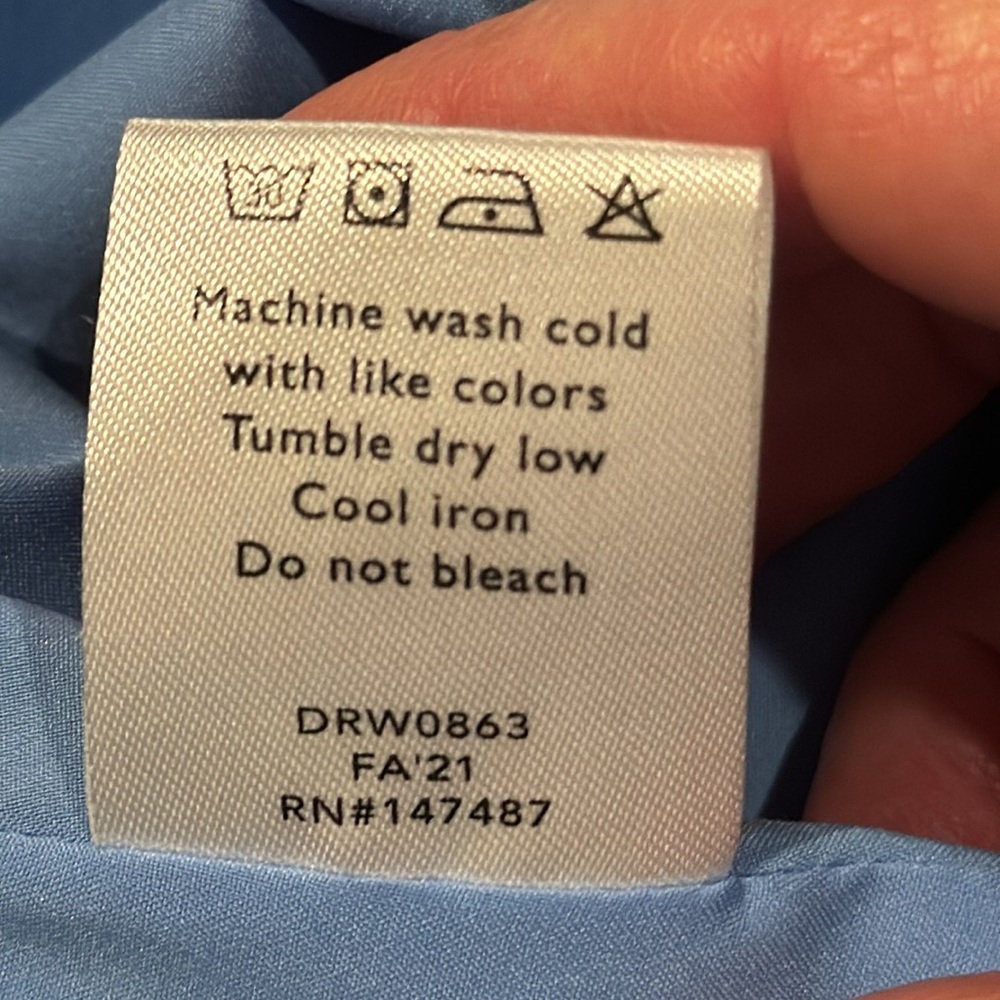 30
Machine wash cold
with like colors
Tumble dry low
Cool iron
Do not bleach
DRW0863
FA'21
RN#147487